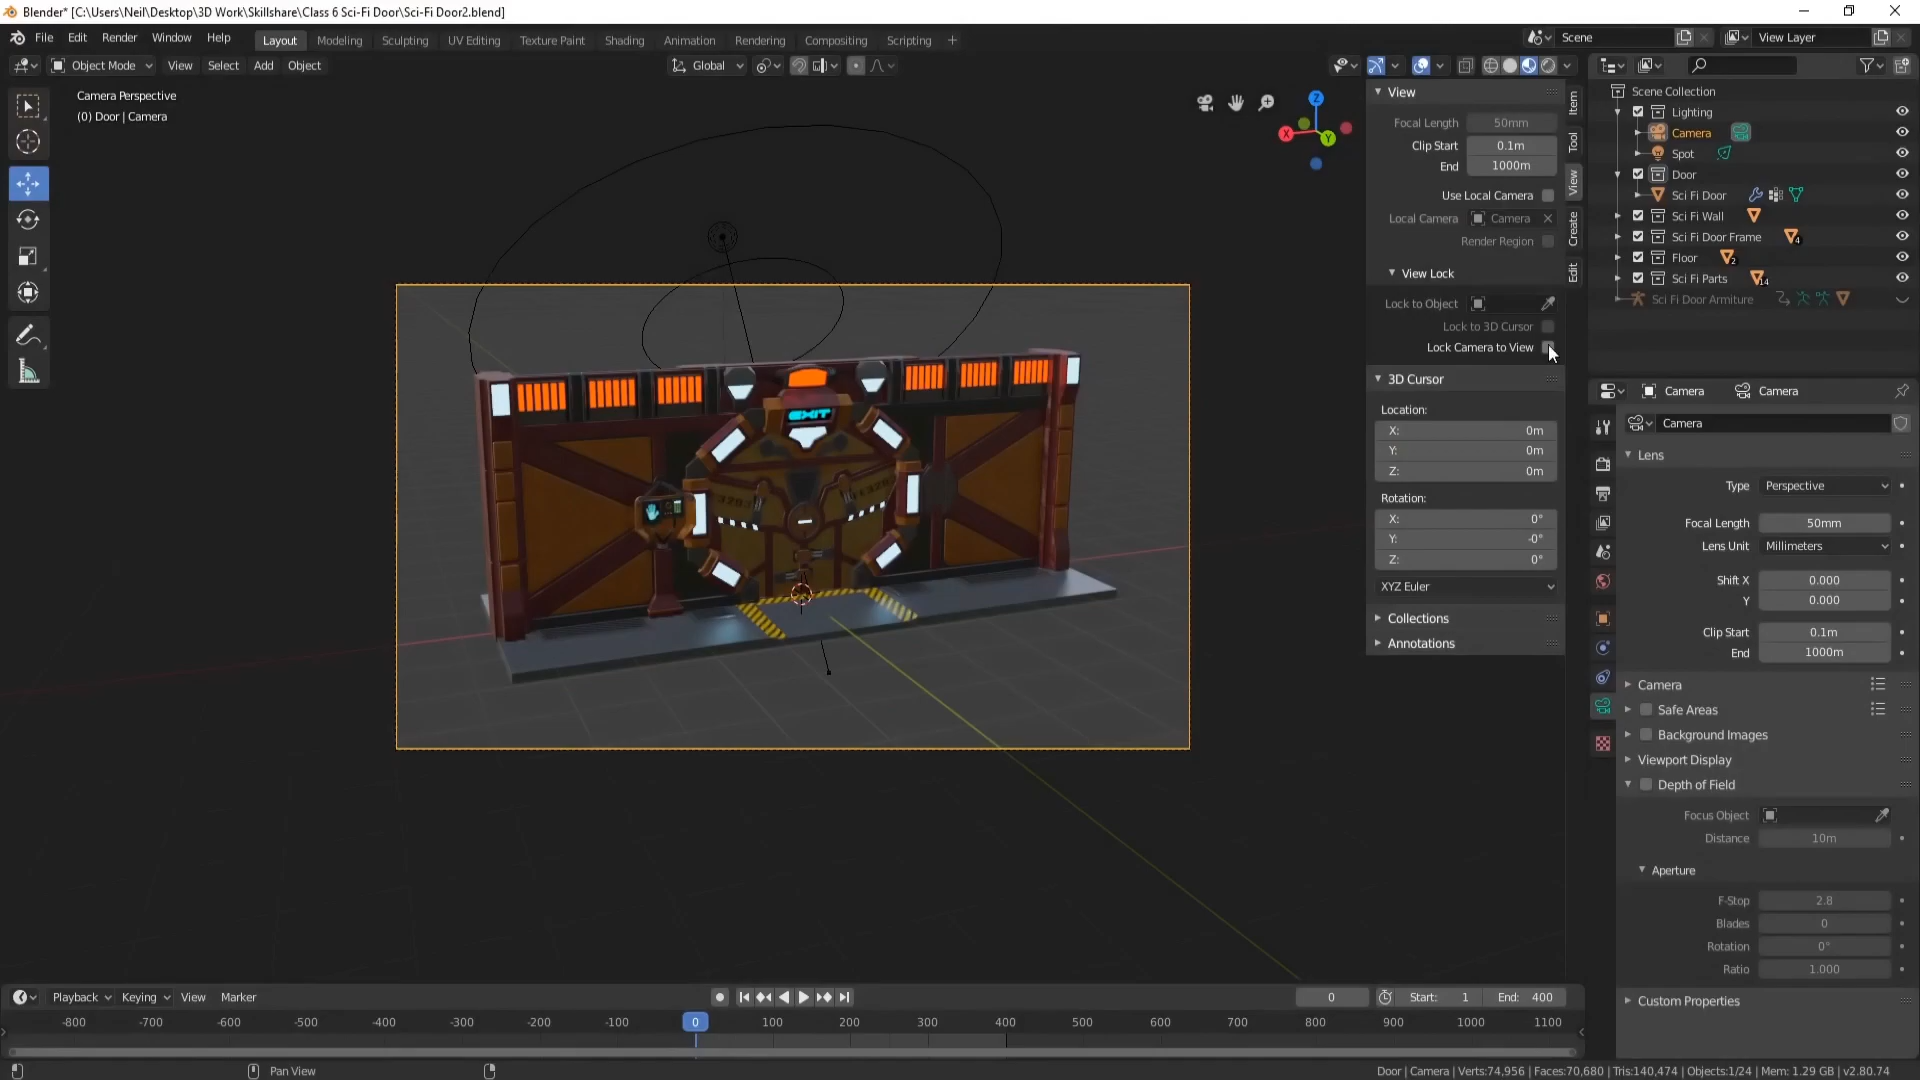 Blender* [C:\Users\Neil\Desktop\3D Work\Skillshare\Class 6 Sci-Fi Door\Sci-Fi Door2.blend]
File Edit Render Window Help Layout Modeling Sculpting UV Editing Texture Paint Shading Animation Rendering Compositing Scripting + Scene View Layer
Object Mode View Select Add Object Global
Camera Perspective
(0) Door | Camera
X
Y
Z
View
Focal Length 50mm
Clip Start 0.1m
End 1000m
Use Local Camera
Local Camera Camera
Render Region
View Lock
Lock to Object
Lock to 3D Cursor
Lock Camera to View
3D Cursor
Location:
X: 0m
Y: 0m
Z: 0m
Rotation:
X: 0°
Y: -0°
Z: 0°
XYZ Euler
Collections
Annotations
Item
Tool
View
Create
Edit
EXIT
Scene Collection
Lighting
Camera
Spot
Door
Sci Fi Door
Sci Fi Wall
Sci Fi Door Frame 4
Floor 2
Sci Fi Parts 14
Sci Fi Door Armiture
Camera Camera
Camera
Lens
Type Perspective
Focal Length 50mm
Lens Unit Millimeters
Shift X 0.000
Y 0.000
Clip Start 0.1m
End 1000m
Camera
Safe Areas
Background Images
Viewport Display
Depth of Field
Focus Object
Distance 10m
Aperture
F-Stop 2.8
Blades 0
Rotation 0°
Ratio 1.000
Custom Properties
Playback Keying View Marker 0 Start: 1 End: 400
-800 -700 -600 -500 -400 -300 -200 -100 0 100 200 300 400 500 600 700 800 900 1000 1100
Pan View
Door | Camera | Verts:74,956 | Faces:70,680 | Tris:140,474 | Objects:1/24 | Mem: 1.29 GB | v2.80.74